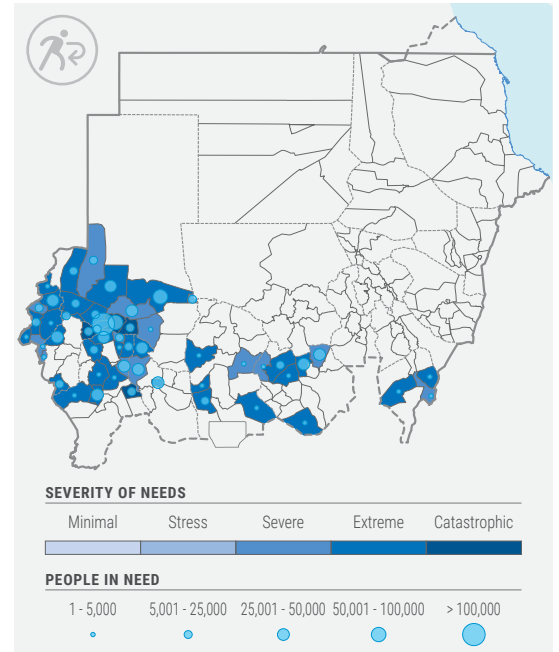 SEVERITY OF NEEDS
Minimal Stress Severe Extreme Catastrophic
PEOPLE IN NEED
1 - 5,000 5,001 - 25,000 25,001 - 50,000 50,001 - 100,000 > 100,000